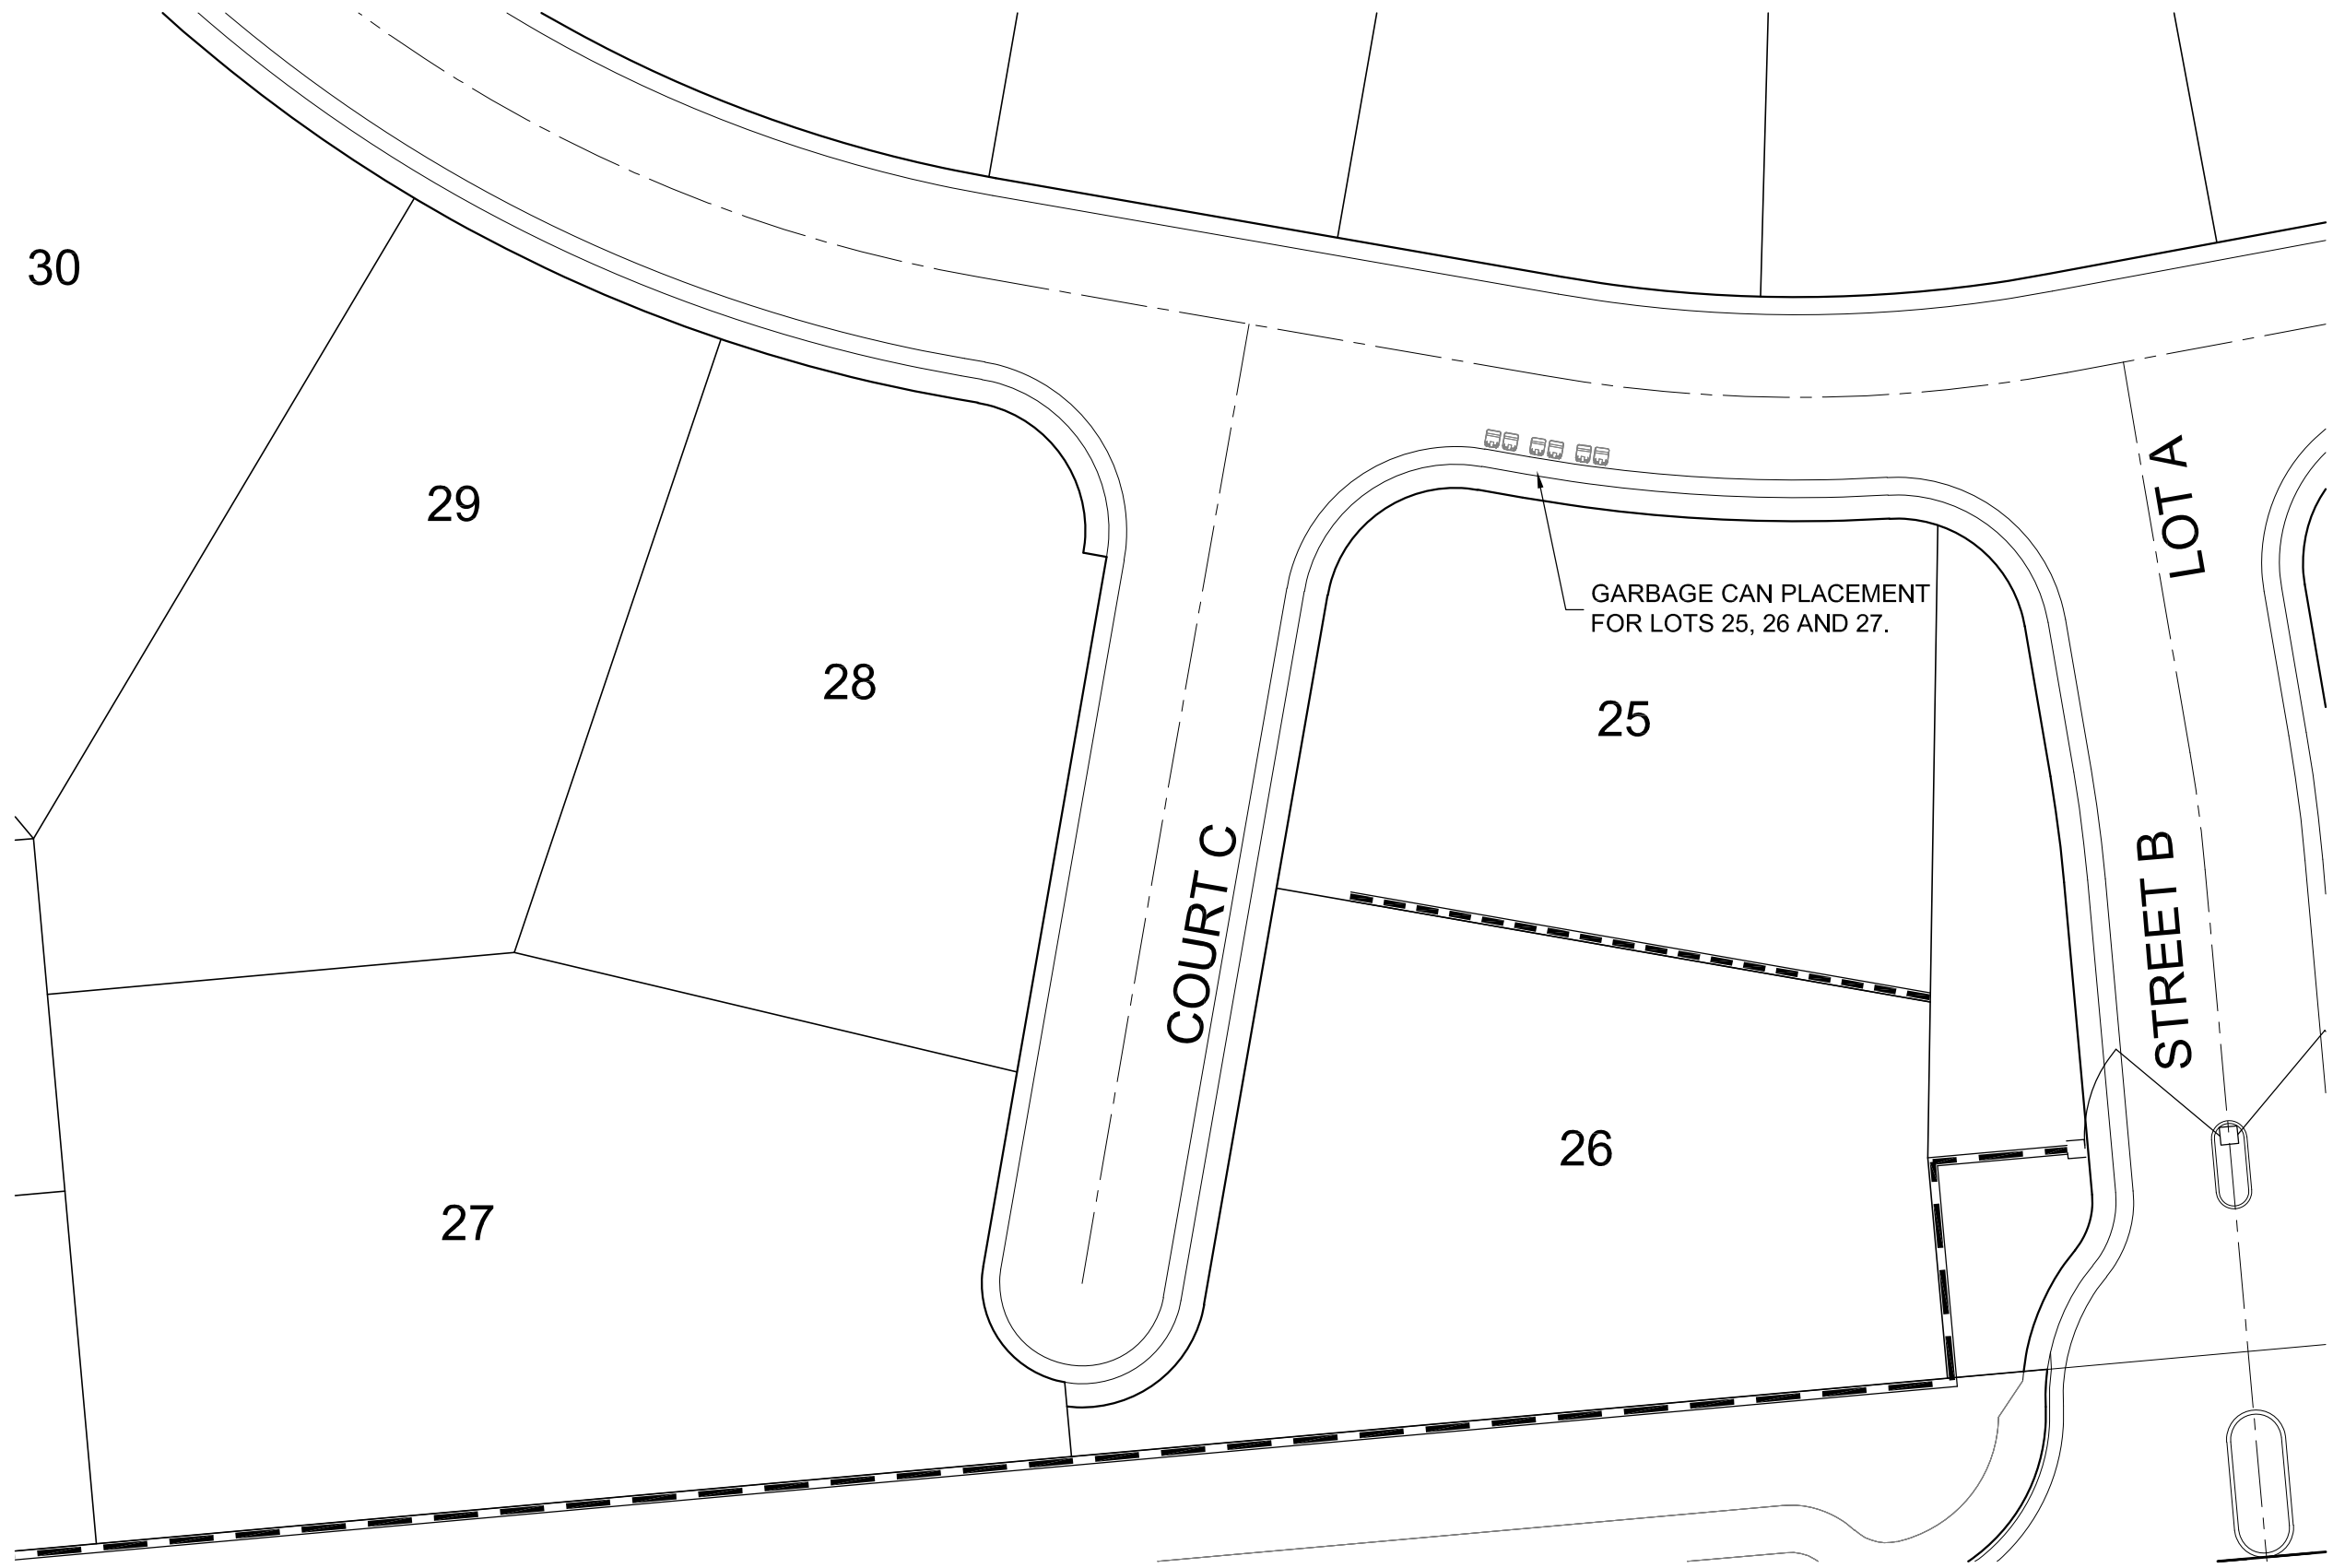 30
29
28
LOT A
GARBAGE CAN PLACEMENT
FOR LOTS 25, 26 AND 27.
25
COURT C
STREET B
26
27